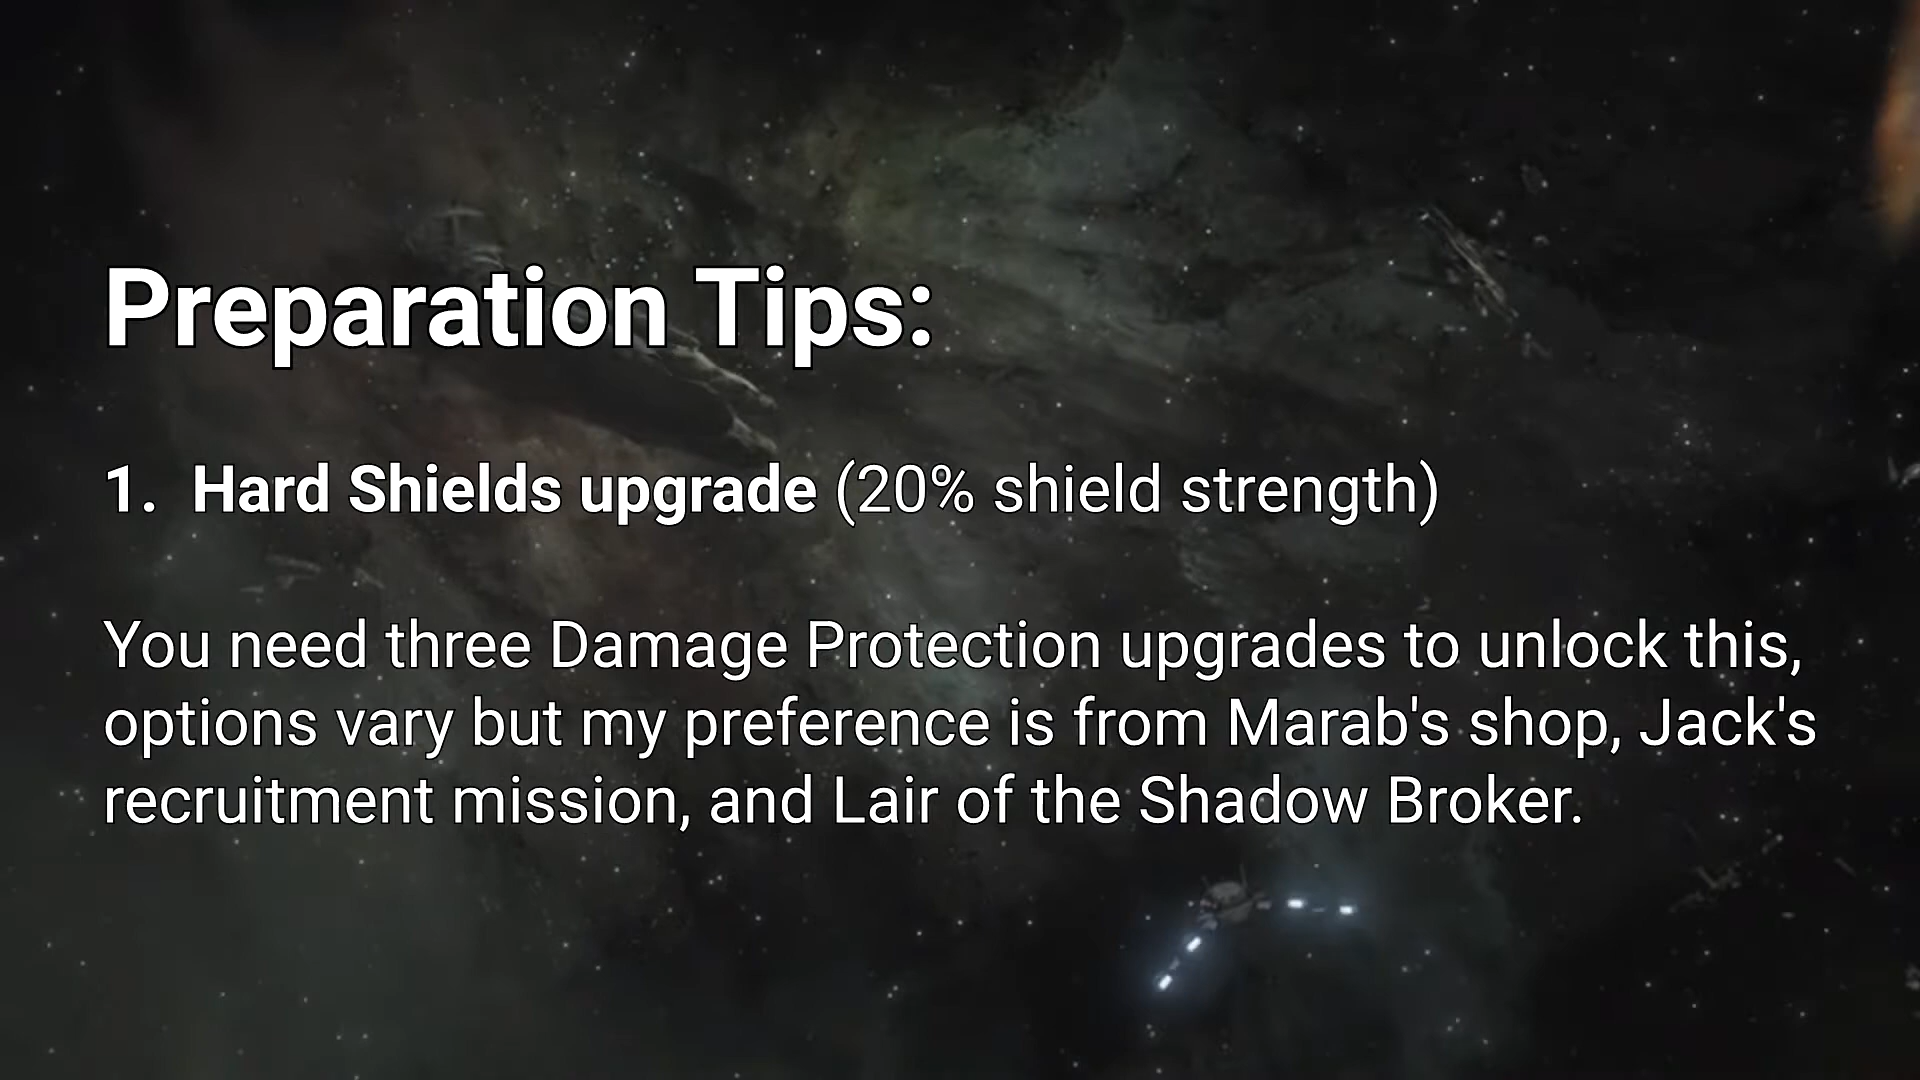 Preparation Tips:
1. Hard Shields upgrade (20% shield strength)
You need three Damage Protection upgrades to unlock this,
options vary but my preference is from Marab's shop, Jack's
recruitment mission, and Lair of the Shadow Broker.